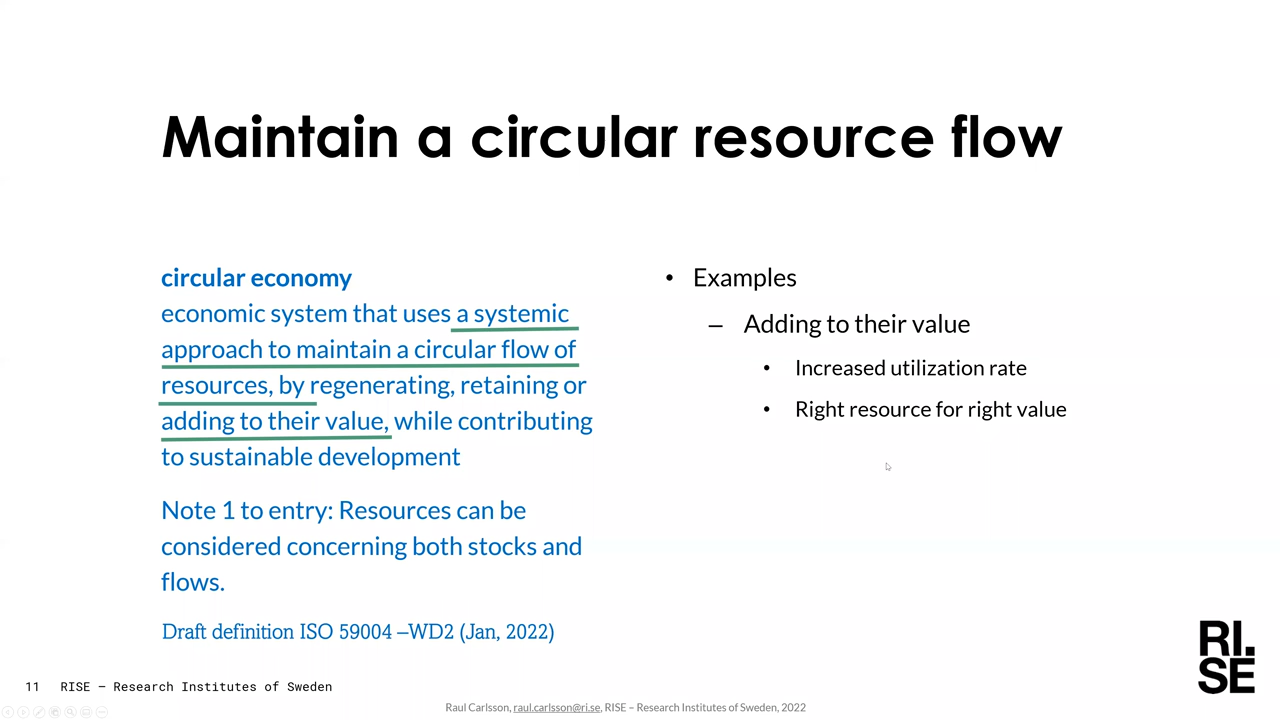 Maintain a circular resource flow
circular economy
economic system that uses a systemic
approach to maintain a circular flow of
resources, by regenerating, retaining or
adding to their value, while contributing
to sustainable development
Note 1 to entry: Resources can be
considered concerning both stocks and
flows.
Draft definition ISO 59004 –WD2 (Jan, 2022)
• Examples
– Adding to their value
• Increased utilization rate
• Right resource for right value
RI.
SE
11 RISE – Research Institutes of Sweden
Raul Carlsson, raul.carlsson@ri.se, RISE – Research Institutes of Sweden, 2022